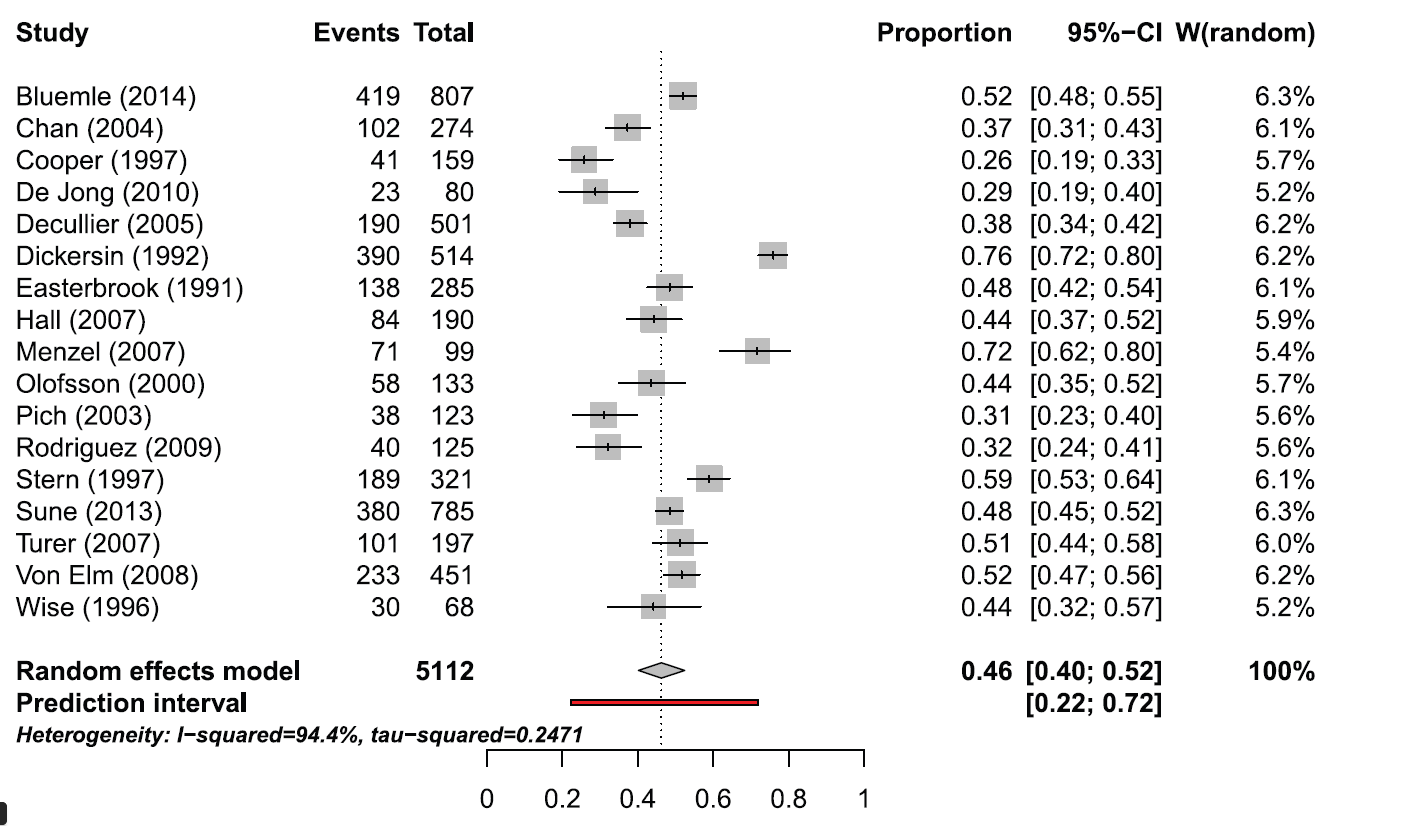 Study Events Total Proportion 95%−CI W(random)
Bluemle (2014) 419 807 0.52 [0.48; 0.55] 6.3%
Chan (2004) 102 274 0.37 [0.31; 0.43] 6.1%
Cooper (1997) 41 159 0.26 [0.19; 0.33] 5.7%
De Jong (2010) 23 80 0.29 [0.19; 0.40] 5.2%
Decullier (2005) 190 501 0.38 [0.34; 0.42] 6.2%
Dickersin (1992) 390 514 0.76 [0.72; 0.80] 6.2%
Easterbrook (1991) 138 285 0.48 [0.42; 0.54] 6.1%
Hall (2007) 84 190 0.44 [0.37; 0.52] 5.9%
Menzel (2007) 71 99 0.72 [0.62; 0.80] 5.4%
Olofsson (2000) 58 133 0.44 [0.35; 0.52] 5.7%
Pich (2003) 38 123 0.31 [0.23; 0.40] 5.6%
Rodriguez (2009) 40 125 0.32 [0.24; 0.41] 5.6%
Stern (1997) 189 321 0.59 [0.53; 0.64] 6.1%
Sune (2013) 380 785 0.48 [0.45; 0.52] 6.3%
Turer (2007) 101 197 0.51 [0.44; 0.58] 6.0%
Von Elm (2008) 233 451 0.52 [0.47; 0.56] 6.2%
Wise (1996) 30 68 0.44 [0.32; 0.57] 5.2%
Random effects model 5112 0.46 [0.40; 0.52] 100%
Prediction interval [0.22; 0.72]
Heterogeneity: I−squared=94.4%, tau−squared=0.2471
0 0.2 0.4 0.6 0.8 1